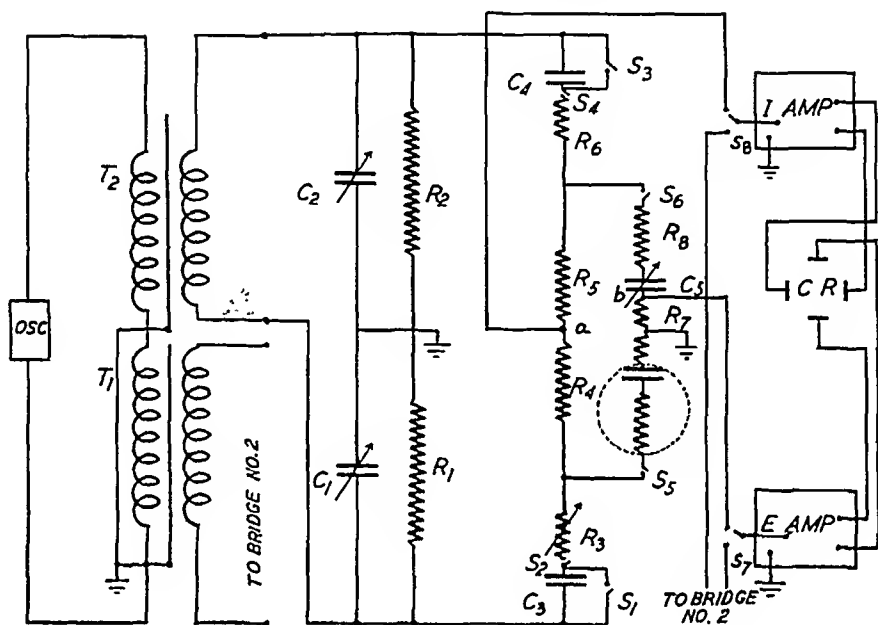 OSC
T2
T1
TO BRIDGE NO.2
C2
R2
C1
R1
C4
S3
S4
R6
S6
R8
R5
b
C5
a
R7
R4
S5
S2
R3
C3
S1
I AMP
S8
C R
E AMP
S7
TO BRIDGE
NO. 2